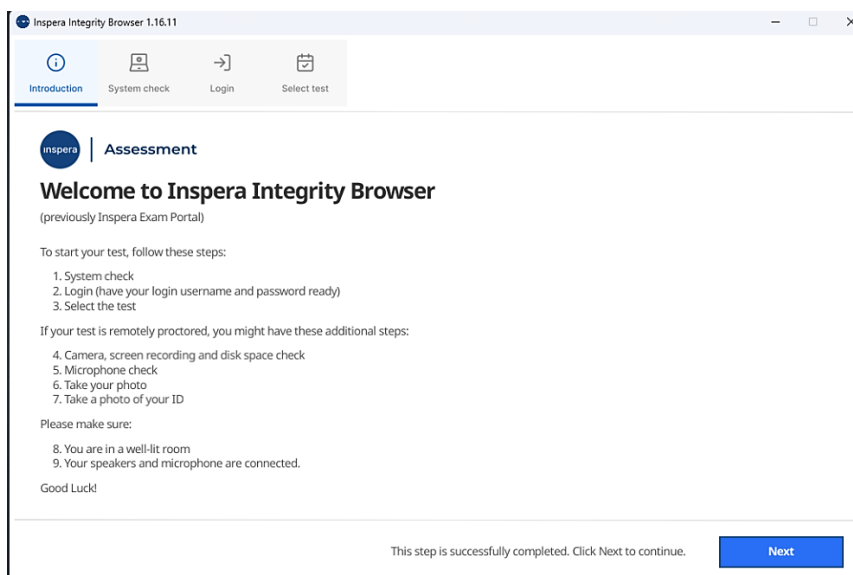 Inspera Integrity Browser 1.16.11
Introduction
System check
Login
Select test
inspera
Assessment
Welcome to Inspera Integrity Browser
(previously Inspera Exam Portal)
To start your test, follow these steps:
1. System check
2. Login (have your login username and password ready)
3. Select the test
If your test is remotely proctored, you might have these additional steps:
4. Camera, screen recording and disk space check
5. Microphone check
6. Take your photo
7. Take a photo of your ID
Please make sure:
8. You are in a well-lit room
9. Your speakers and microphone are connected.
Good Luck!
This step is successfully completed. Click Next to continue.
Next